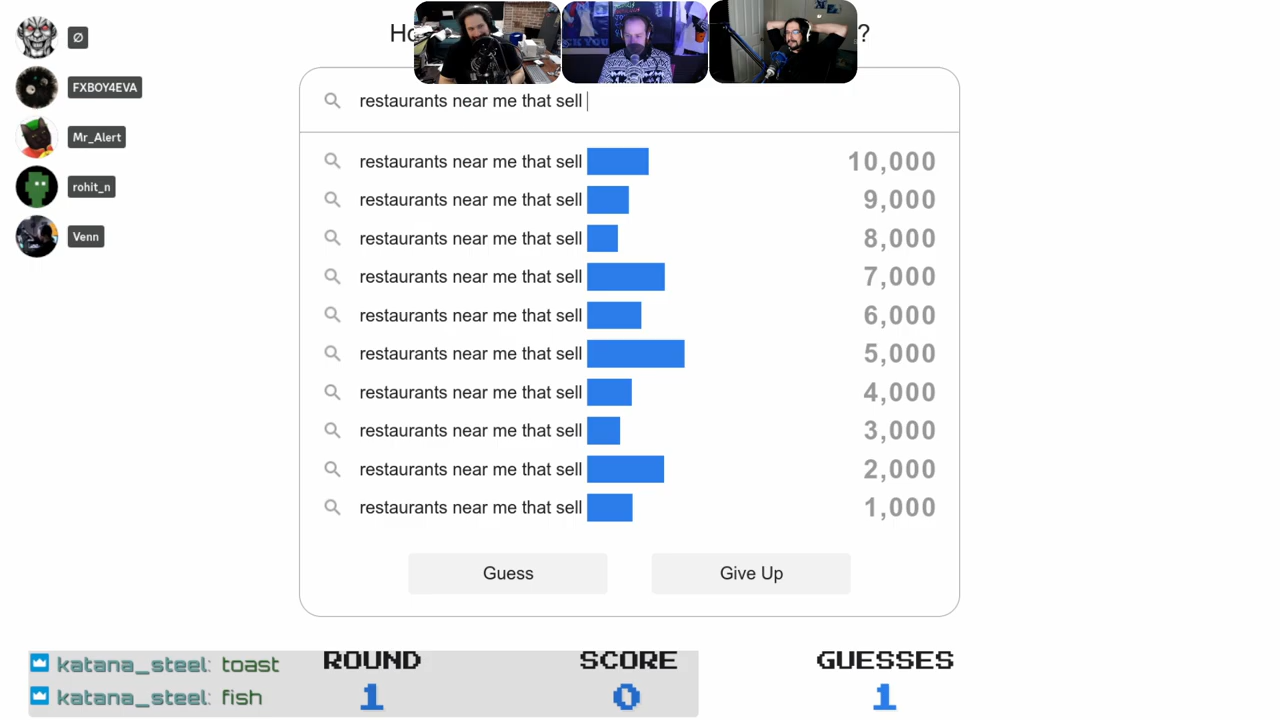 Ho ?
Ø
FXBOY4EVA
Mr_Alert
rohit_n
Venn
restaurants near me that sell
restaurants near me that sell 10,000
restaurants near me that sell 9,000
restaurants near me that sell 8,000
restaurants near me that sell 7,000
restaurants near me that sell 6,000
restaurants near me that sell 5,000
restaurants near me that sell 4,000
restaurants near me that sell 3,000
restaurants near me that sell 2,000
restaurants near me that sell 1,000
Guess Give Up
katana_steel: toast
katana_steel: fish
ROUND SCORE GUESSES
1 0 1